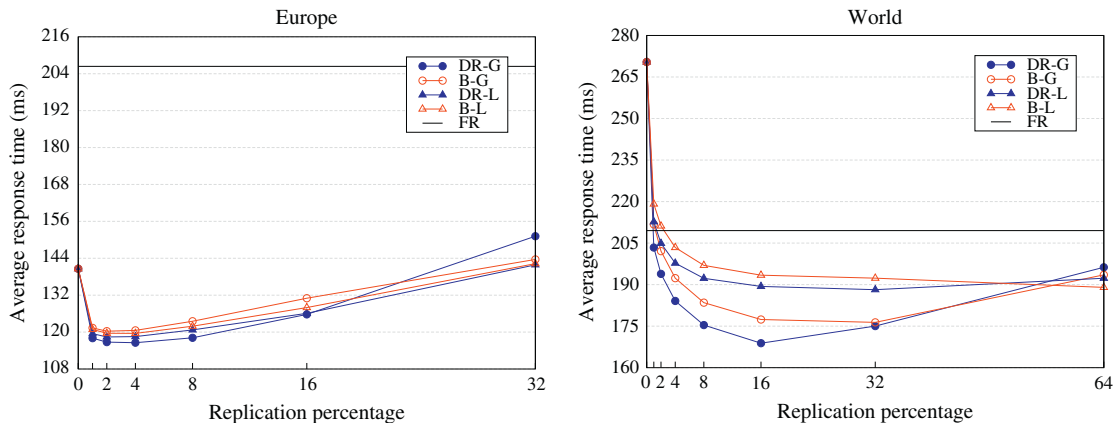 Europe
Average response time (ms)
216
204
192
180
168
156
144
132
120
108
DR-G
B-G
DR-L
B-L
FR
0 2 4 8 16 32
Replication percentage
World
Average response time (ms)
280
265
250
235
220
205
190
175
160
DR-G
B-G
DR-L
B-L
FR
0 2 4 8 16 32 64
Replication percentage